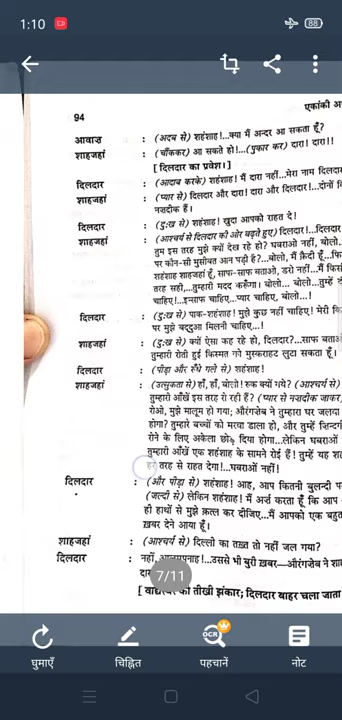 1:10
88
94
एकांकी
आवाज़ : (अदब से) शहंशाह!...क्या मैं अन्दर आ सकता हूँ?
शाहजहां : (चौंककर) आ सकते हो!...(पुकार कर) दारा! दारा!!
[ दिलदार का प्रवेश। ]
दिलदार : (आदाब करके) शहंशाह! मैं दारा नहीं...मेरा नाम दिलदार
शाहजहां : (प्यार से) दिलदार और दारा! दारा और दिलदार!...दोनों
नज़दीक हैं।
दिलदार : (दुःख से) शहंशाह! खुदा आपको राहत दे!
शाहजहां : (आश्चर्य से दिलदार की ओर बढ़ते हुए) दिलदार!...दिलदार
तुम इस तरह मुझे क्यों देख रहे हो? घबराओ नहीं, बोलो
पर कौन-सी मुसीबत आन पड़ी है?...बोलो, मैं क़ैदी हूँ...
शहंशाह शाहजहाँ हूँ, साफ-साफ बताओ, डरो नहीं...मैं
तरह सही,...तुम्हारी मदद करूँगा। बोलो... बोलो...तुम्हें
चाहिए!...इन्साफ़ चाहिए...प्यार चाहिए, बोलो...!
दिलदार : (दुःख से) पाक-शहंशाह! मुझे कुछ नहीं चाहिए! मेरी
पर मुझे बद्दुआ मिलनी चाहिए...!
शाहजहां : (दुःख से) क्यों ऐसा कह रहे हो, दिलदार?...साफ बताओ
तुम्हारी रोती हुई किस्मत को मुस्कराहट लुटा सकता हूँ।
दिलदार : (पीड़ा और रुँधे गले से) शहंशाह!
शाहजहां : (उत्सुकता से) हाँ, हाँ, बोला! रुक क्यों गये? (आश्चर्य से)
तुम्हारी आँखें इस तरह रो रही हैं? (प्यार से नज़दीक जाकर)
रोओ, मुझे मालूम हो गया; औरंगज़ेब ने तुम्हारा घर जलवा
होगा? तुम्हारे बच्चों को मरवा डाला हो, और तुम्हें
रोने के लिए अकेला छोड़ दिया होगा...लेकिन घबराओ
तुम्हारी आँखें एक शहंशाह के सामने रोई हैं! तुम्हें यह
हर तरह से राहत देगा!...घबराओ नहीं!
दिलदार : (और पीड़ा से) शहंशाह! आह, आप कितनी बुलन्दी
(जल्दी से) लेकिन शहंशाह! मैं अर्ज करता हूँ कि आप
ही हाथों से मुझे क़त्ल कर दीजिए...मैं आपको एक बहुत
ख़बर देने आया हूँ।
शाहजहां : (आश्चर्य से) दिल्ली का तख़्त तो नहीं जल गया?
दिलदार : नहीं, आलमपनाह!...उससे भी बुरी ख़बर—औरंगज़ेब ने
7/11
[ की तीखी झंकार; दिलदार बाहर चला जाता
घुमाएँ
चिह्नित
OCR
पहचानें
नोट